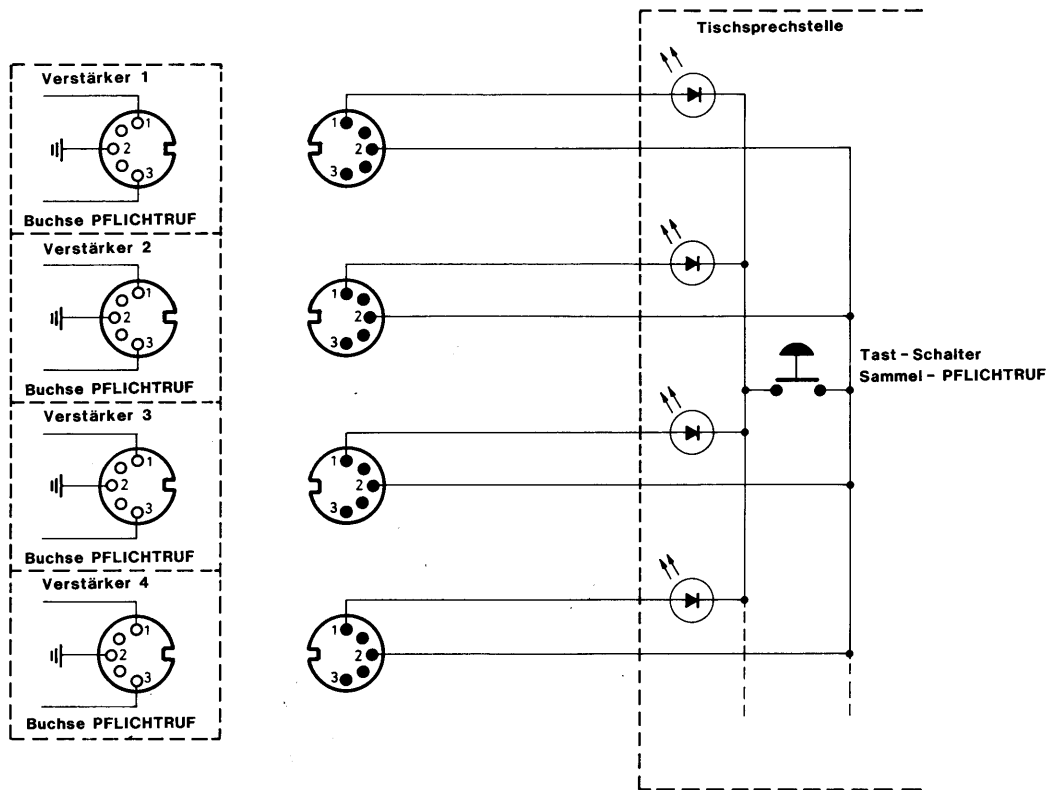 Tischsprechstelle
Verstärker 1
1
2
3
Buchse PFLICHTRUF
1
2
3
Verstärker 2
1
2
3
Buchse PFLICHTRUF
1
2
3
Tast - Schalter
Sammel - PFLICHTRUF
Verstärker 3
1
2
3
Buchse PFLICHTRUF
1
2
3
Verstärker 4
1
2
3
Buchse PFLICHTRUF
1
2
3